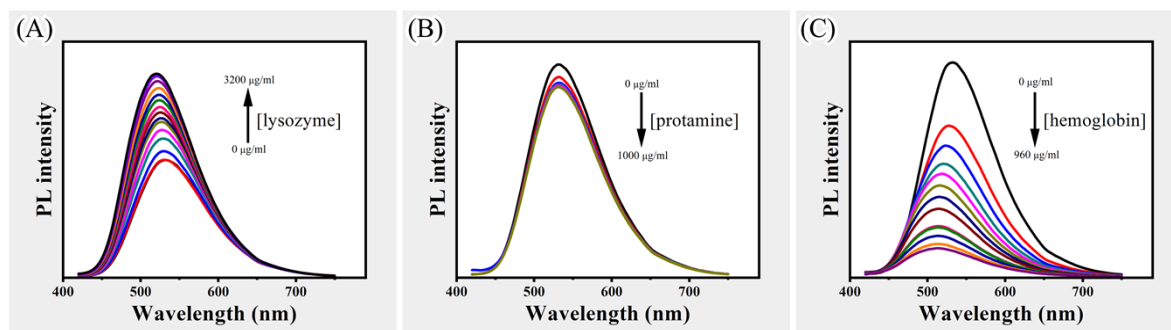 (A)
3200 μg/ml
[lysozyme]
0 μg/ml
PL intensity
400 500 600 700
Wavelength (nm)
(B)
0 μg/ml
[protamine]
1000 μg/ml
PL intensity
400 500 600 700
Wavelength (nm)
(C)
0 μg/ml
[hemoglobin]
960 μg/ml
PL intensity
400 500 600 700
Wavelength (nm)